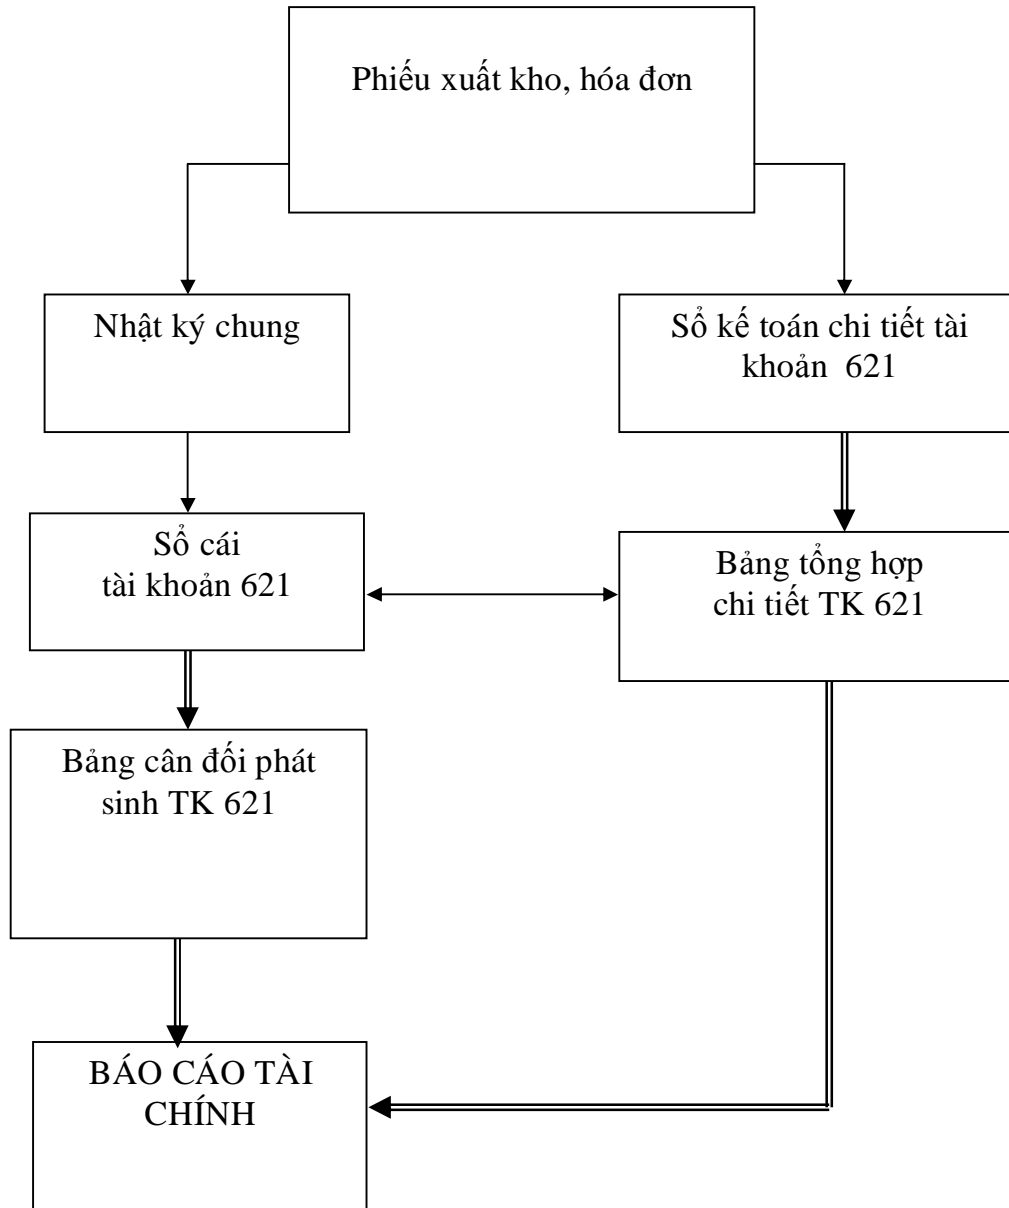 Phiếu xuất kho, hóa đơn
Nhật ký chung
Sổ kế toán chi tiết tài
khoản 621
Sổ cái
tài khoản 621
Bảng tổng hợp
chi tiết TK 621
Bảng cân đối phát
sinh TK 621
BÁO CÁO TÀI
CHÍNH